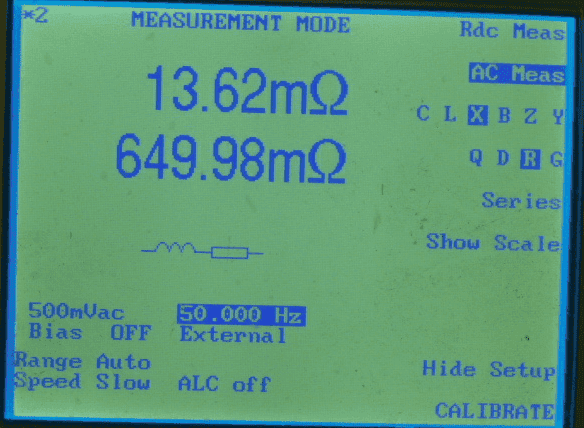 *2 MEASUREMENT MODE Rdc Meas
AC Meas
13.62mΩ
C L X B Z Y
649.98mΩ
Q D R G
Series
Show Scale
500mVac 50.000 Hz
Bias OFF External
Range Auto
Hide Setup
Speed Slow ALC off
CALIBRATE